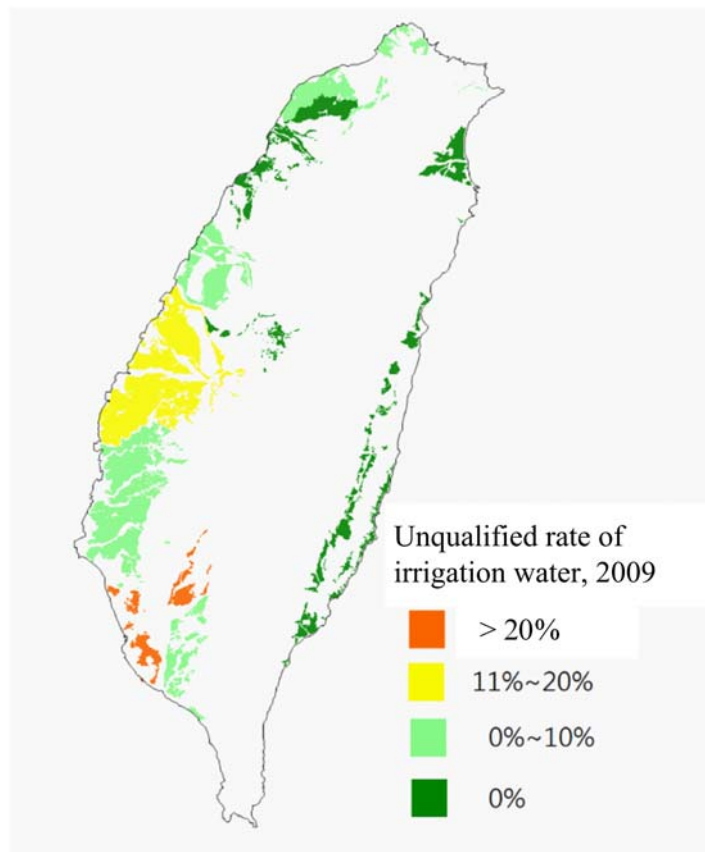 Unqualified rate of
irrigation water, 2009
> 20%
11%~20%
0%~10%
0%